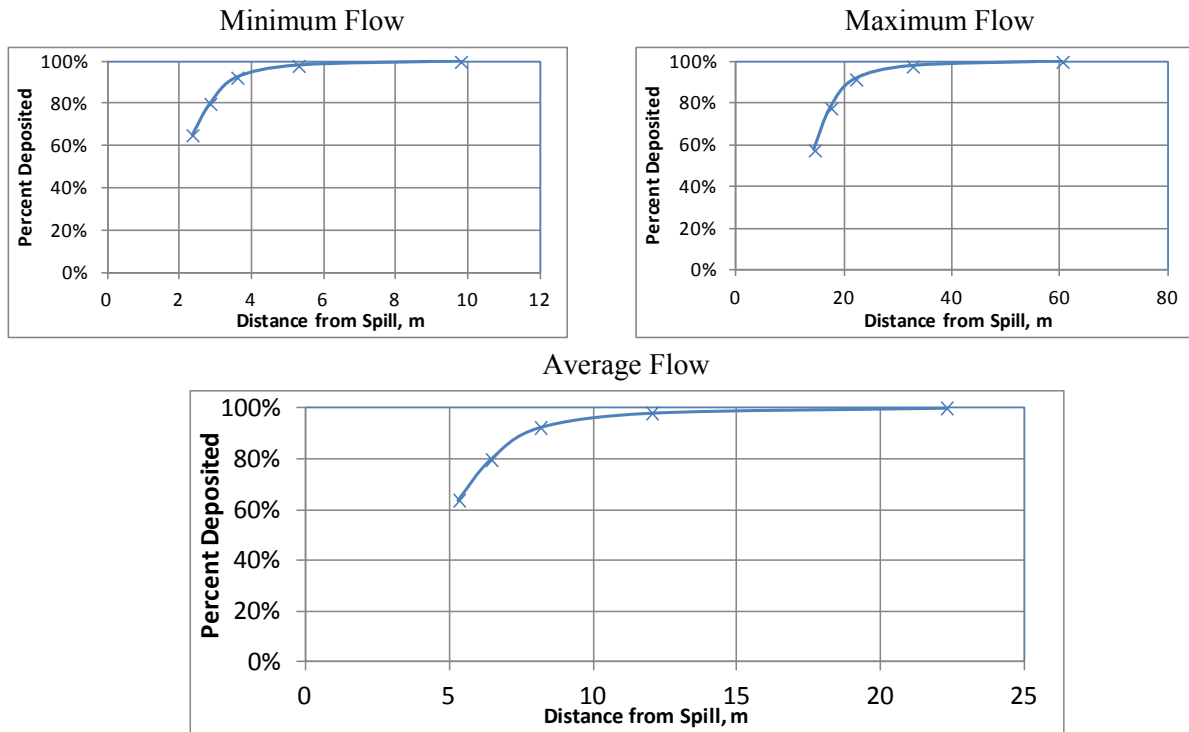 Minimum Flow
100%
80%
60%
40%
20%
0%
Percent Deposited
0 2 4 6 8 10 12
Distance from Spill, m
Maximum Flow
100%
80%
60%
40%
20%
0%
Percent Deposited
0 20 40 60 80
Distance from Spill, m
Average Flow
100%
80%
60%
40%
20%
0%
Percent Deposited
0 5 10 15 20 25
Distance from Spill, m